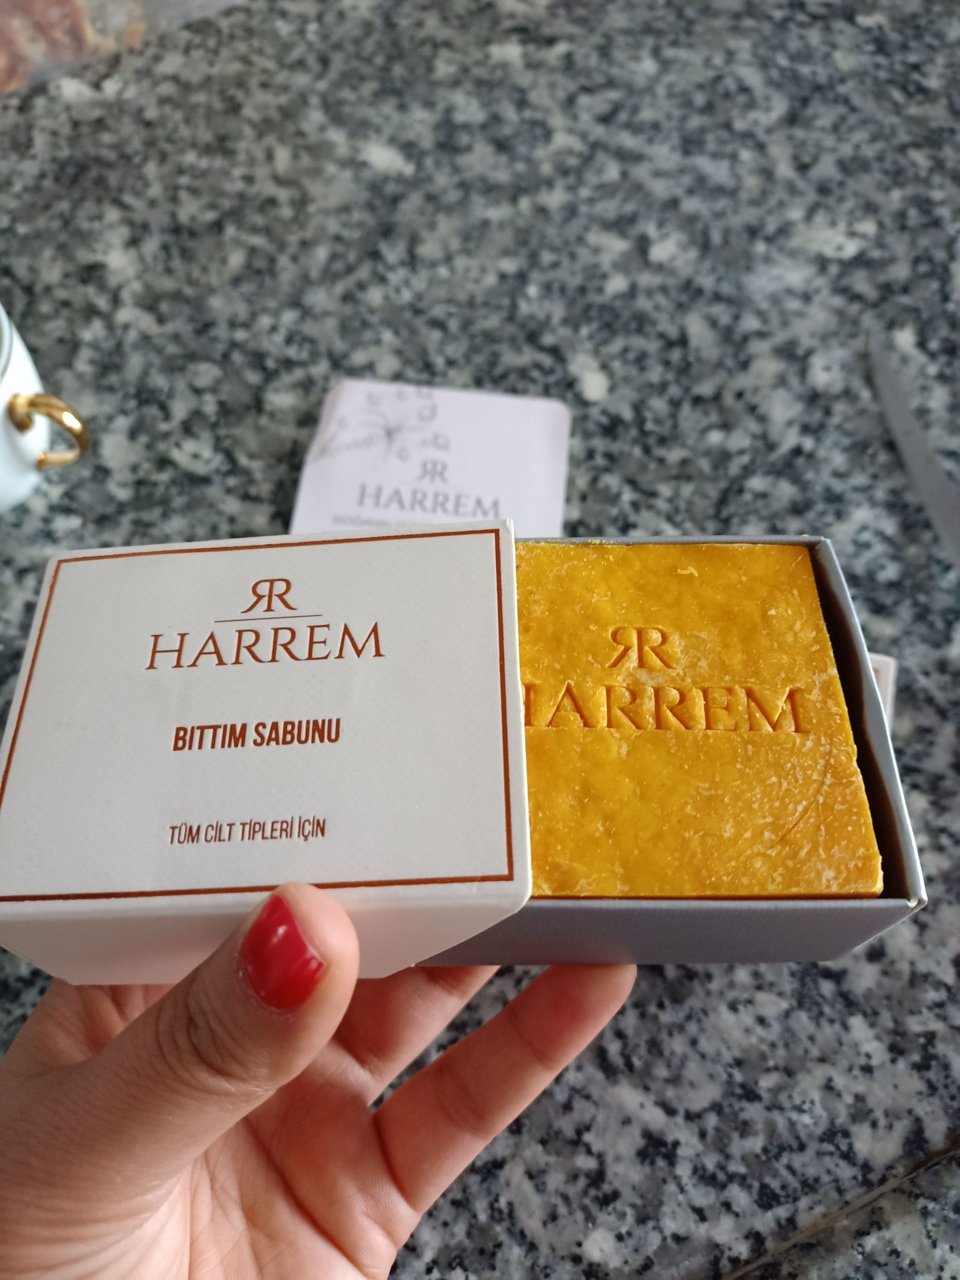 RR
HARREM
RR
HARREM
BITTIM SABUNU
TÜM CİLT TİPLERİ İÇİN
RR
HARREM